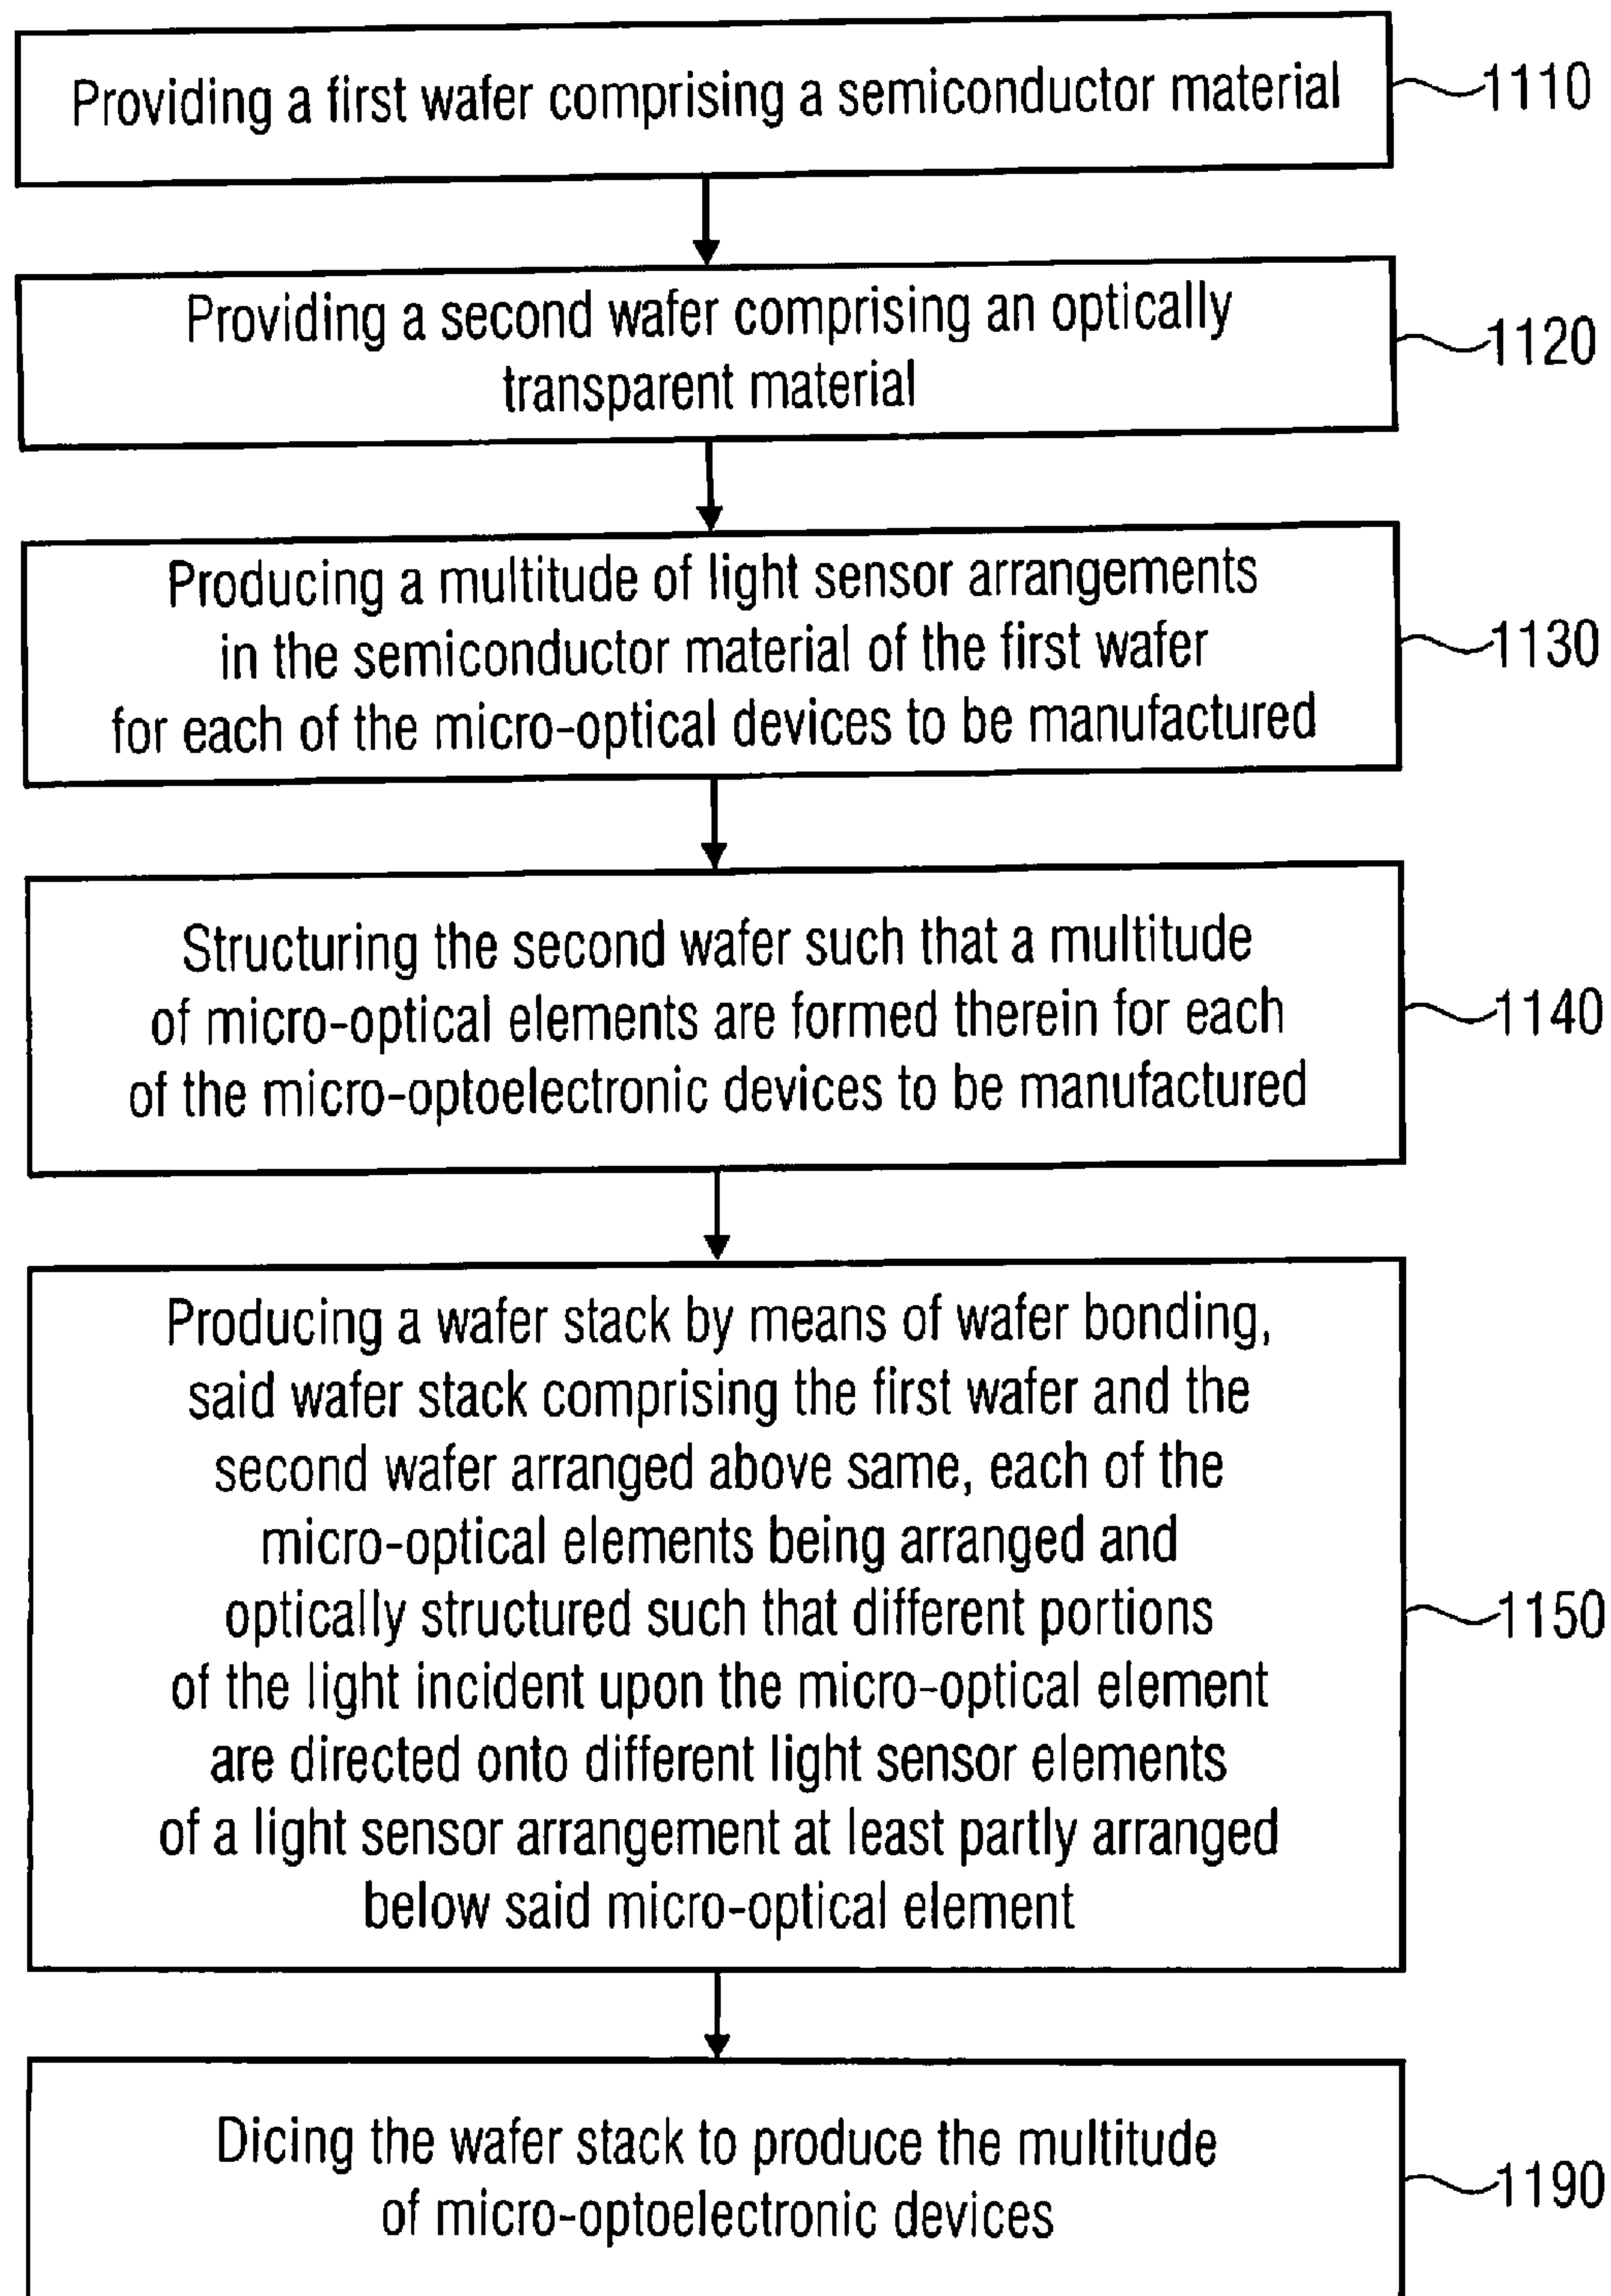 Providing a first wafer comprising a semiconductor material
1110
Providing a second wafer comprising an optically
transparent material
1120
Producing a multitude of light sensor arrangements
in the semiconductor material of the first wafer
for each of the micro-optical devices to be manufactured
1130
Structuring the second wafer such that a multitude
of micro-optical elements are formed therein for each
of the micro-optoelectronic devices to be manufactured
1140
Producing a wafer stack by means of wafer bonding,
said wafer stack comprising the first wafer and the
second wafer arranged above same, each of the
micro-optical elements being arranged and
optically structured such that different portions
of the light incident upon the micro-optical element
are directed onto different light sensor elements
of a light sensor arrangement at least partly arranged
below said micro-optical element
1150
Dicing the wafer stack to produce the multitude
of micro-optoelectronic devices
1190